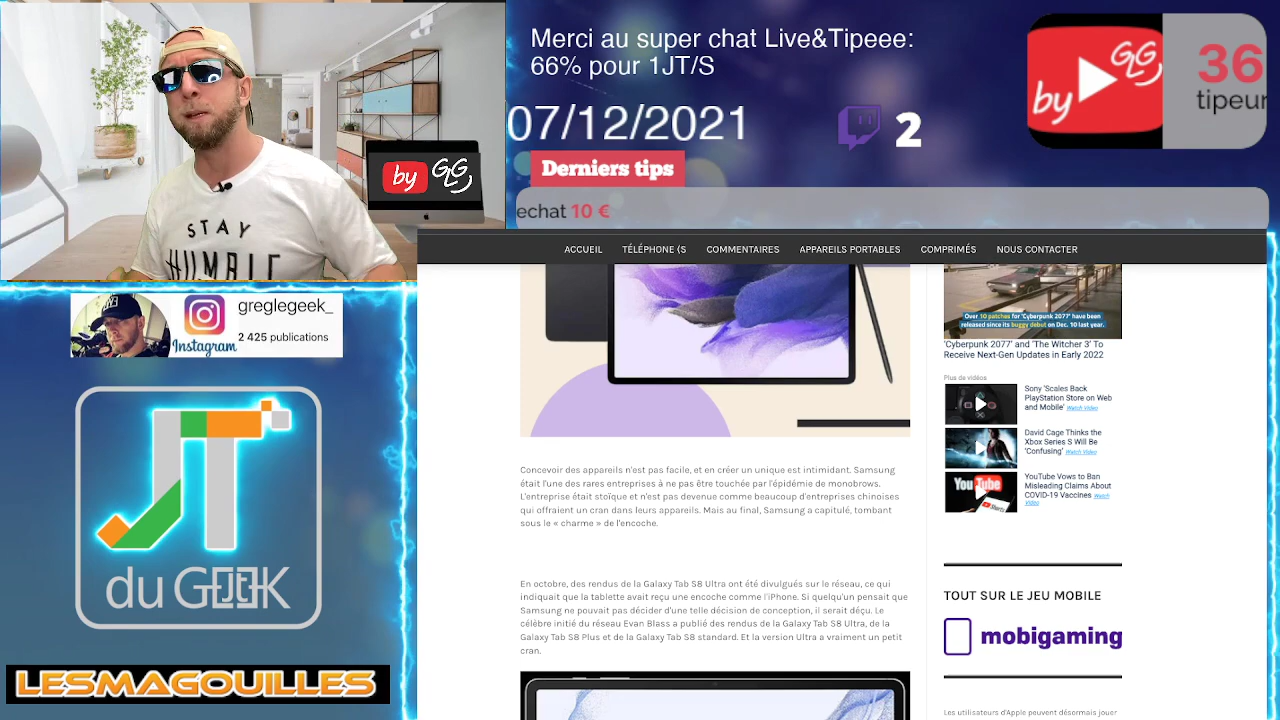 Merci au super chat Live&Tipeee:
66% pour 1JT/S
07/12/2021
2
by GLG
36
tipeur
Derniers tips
echat 10 €
by GLG
STAY
HUMBLE
ACCUEIL TÉLÉPHONE (S COMMENTAIRES APPAREILS PORTABLES COMPRIMÉS NOUS CONTACTER
greglegeek_
Instagram
2 425 publications
JT
du GEEK
LESMAGOUILLES
Concevoir des appareils n'est pas facile, et en créer un unique est intimidant. Samsung
était l'une des rares entreprises à ne pas être touchée par l'épidémie de monobrows.
L'entreprise était stoïque et n'est pas devenue comme beaucoup d'entreprises chinoises
qui offraient un cran dans leurs appareils. Mais au final, Samsung a capitulé, tombant
sous le « charme » de l'encoche.
En octobre, des rendus de la Galaxy Tab S8 Ultra ont été divulgués sur le réseau, ce qui
indiquait que la tablette avait reçu une encoche comme l'iPhone. Si quelqu'un pensait que
Samsung ne pouvait pas décider d'une telle décision de conception, il serait déçu. Le
célèbre initié du réseau Evan Blass a publié des rendus de la Galaxy Tab S8 Ultra, de la
Galaxy Tab S8 Plus et de la Galaxy Tab S8 standard. Et la version Ultra a vraiment un petit
cran.
Over 10 patches for 'Cyberpunk 2077' have been
released since its buggy debut on Dec. 10 last year.
'Cyberpunk 2077' and 'The Witcher 3' To
Receive Next-Gen Updates in Early 2022
Plus de vidéos
Sony 'Scales Back
PlayStation Store on Web
and Mobile' Watch Video
David Cage Thinks the
Xbox Series S Will Be
'Confusing' Watch Video
You Tube
YouTube Vows to Ban
Misleading Claims About
COVID-19 Vaccines Watch
Video
TOUT SUR LE JEU MOBILE
mobigaming
Les utilisateurs d'Apple peuvent désormais jouer